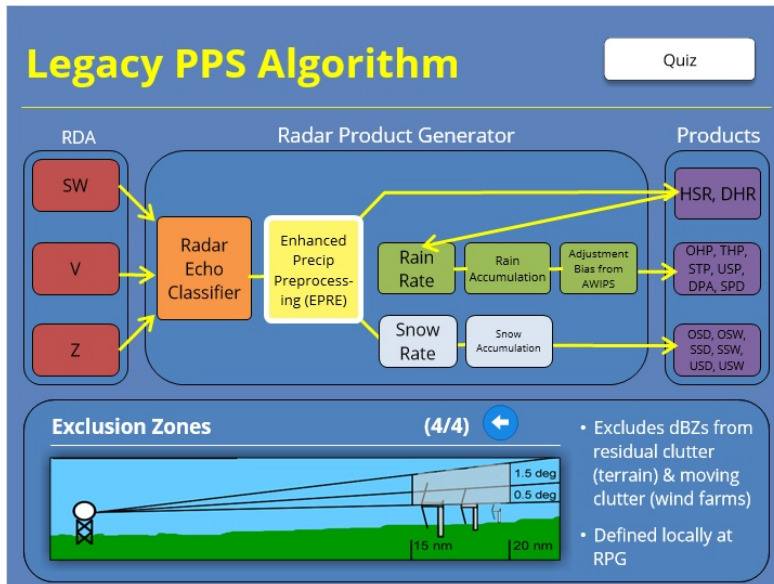 Legacy PPS Algorithm
Quiz
RDA
Radar Product Generator
Products
SW
V
Z
Radar
Echo
Classifier
Enhanced
Precip
Preprocess-
ing (EPRE)
Rain
Rate
Rain
Accumulation
Adjustment
Bias from
AWIPS
Snow
Rate
Snow
Accumulation
HSR, DHR
OHP, THP,
STP, USP,
DPA, SPD
OSD, OSW,
SSD, SSW,
USD, USW
Exclusion Zones
(4/4)
1.5 deg
0.5 deg
15 nm
20 nm
• Excludes dBZs from
residual clutter
(terrain) & moving
clutter (wind farms)
• Defined locally at
RPG